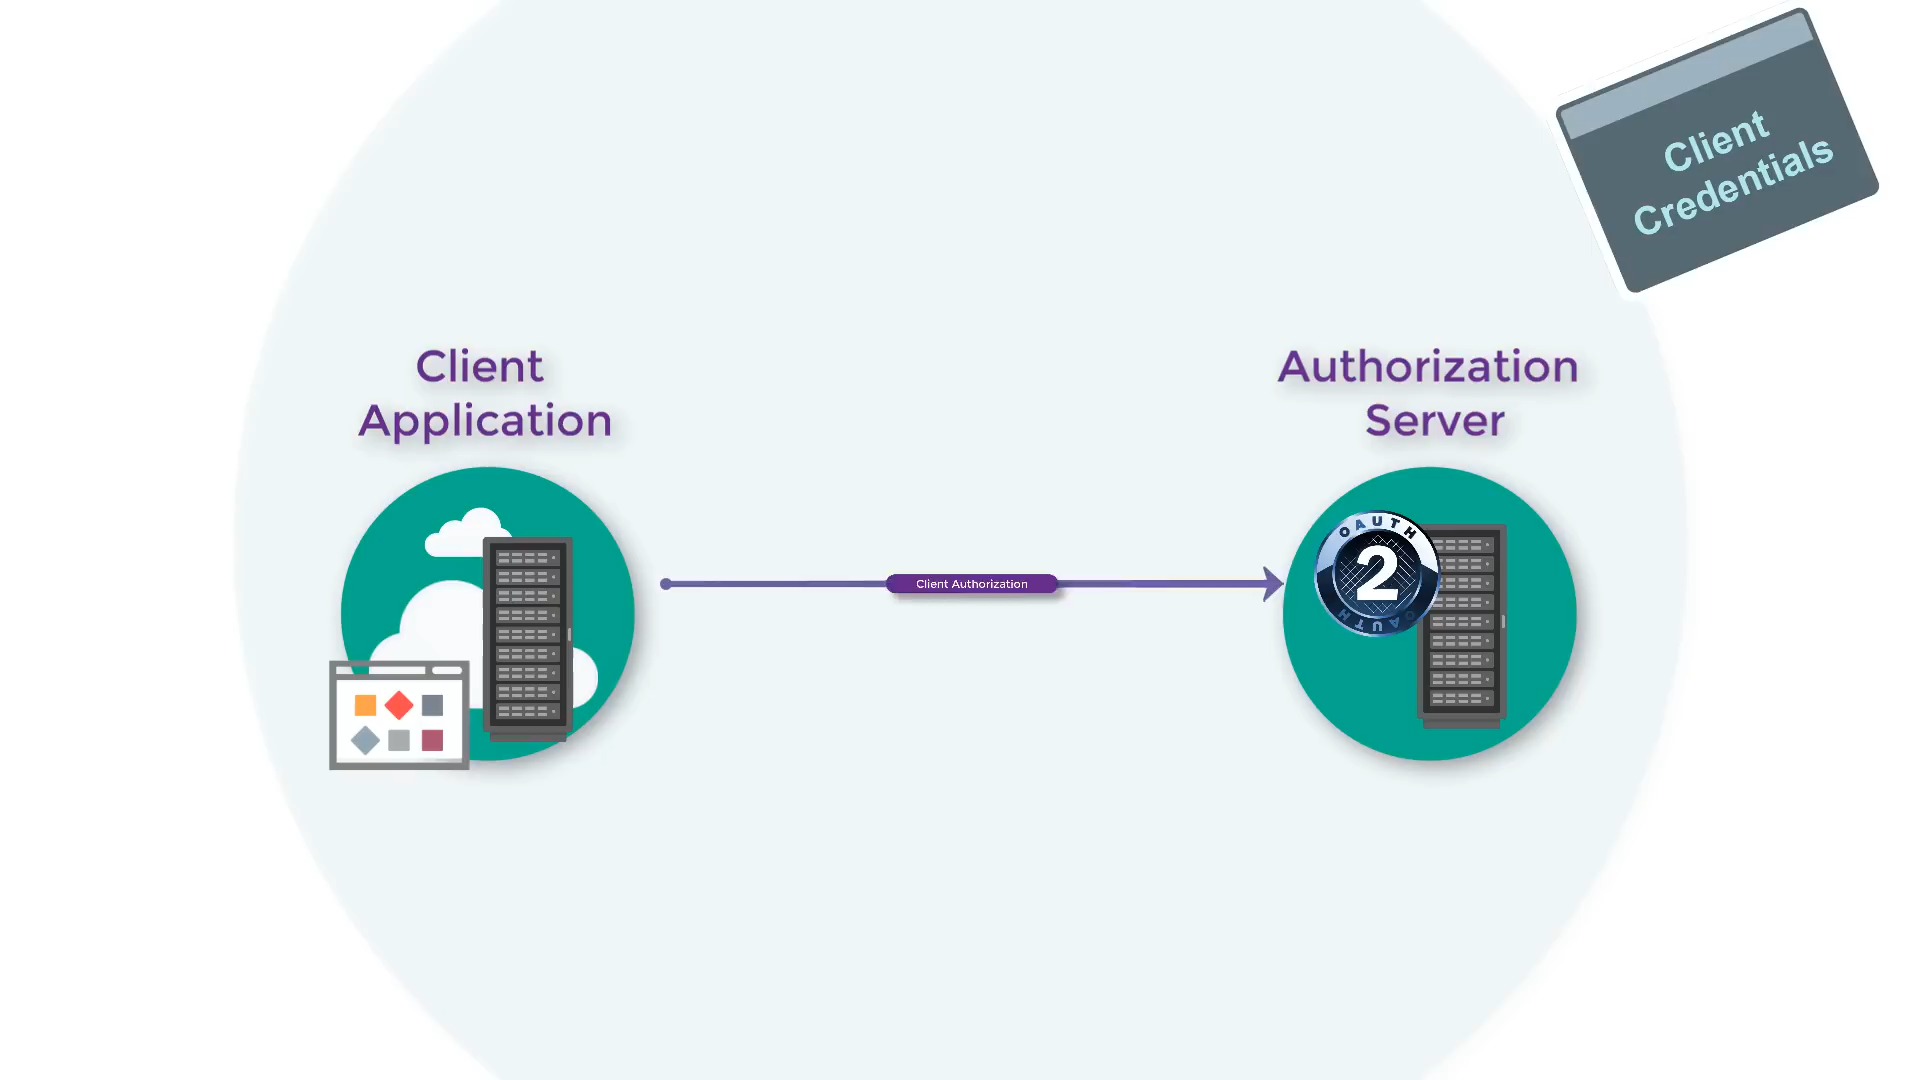 Client
Credentials
Client
Application
Authorization
Server
Client Authorization
OAUTH
2
OAUTH